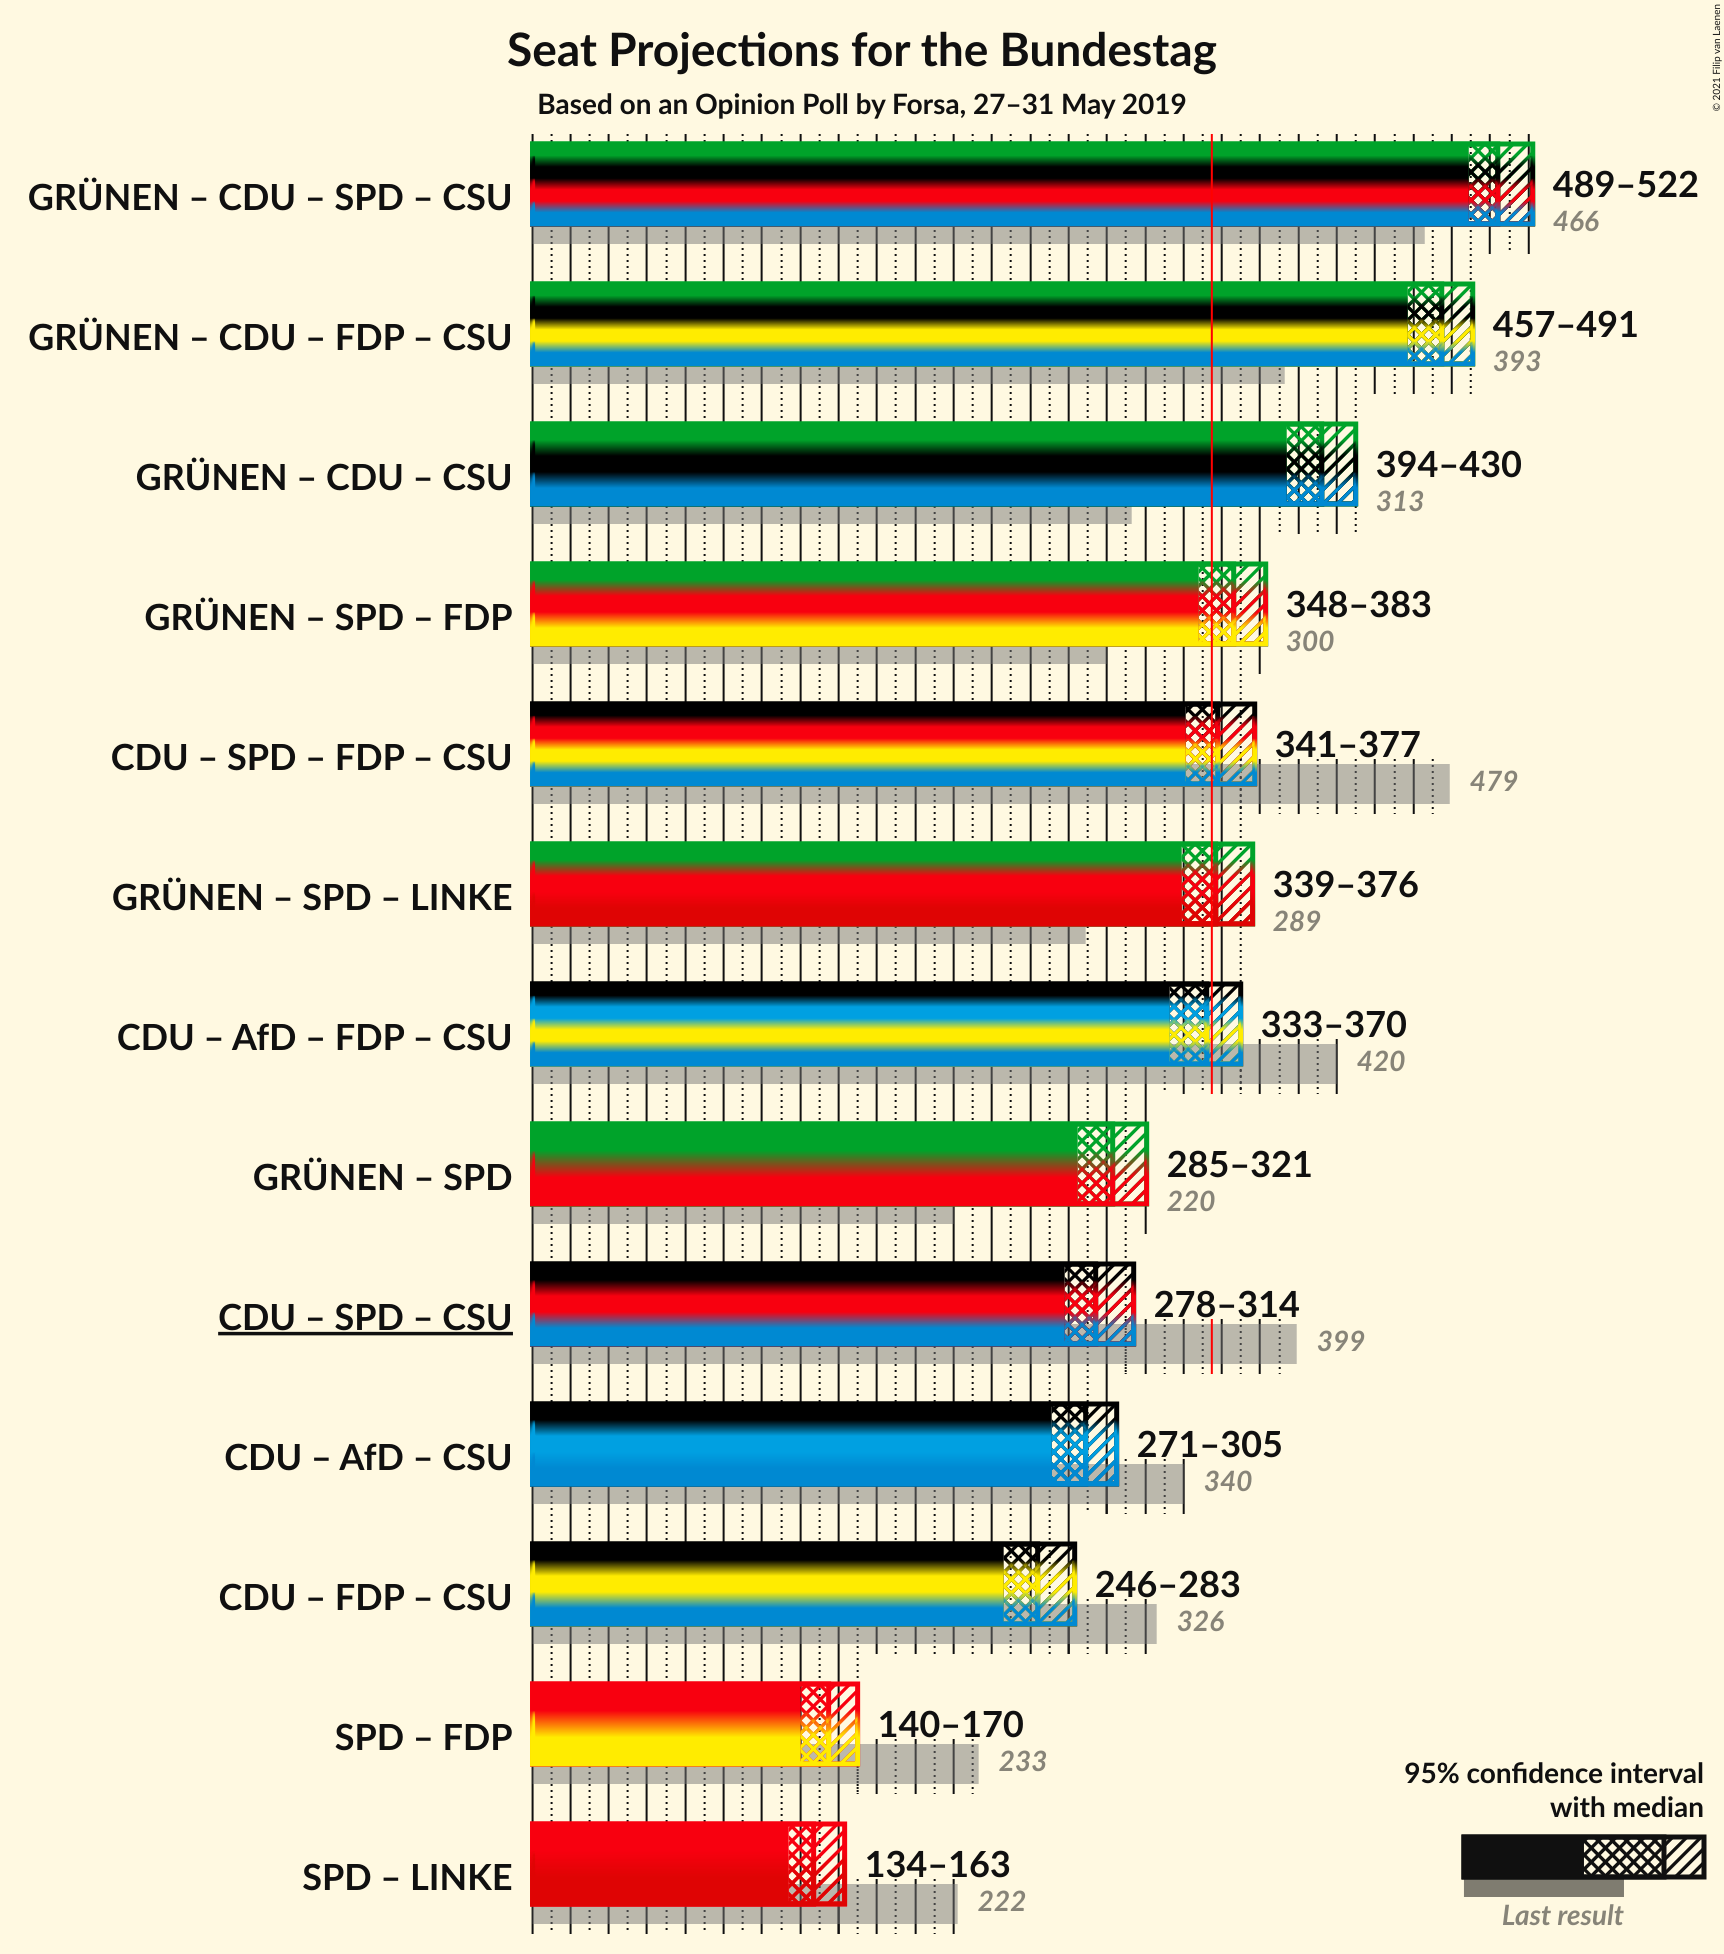 © 2021 Filip van Laenen
Seat Projections for the Bundestag
Based on an Opinion Poll by Forsa, 27–31 May 2019
GRÜNEN – CDU – SPD – CSU
489–522
466
GRÜNEN – CDU – FDP – CSU
457–491
393
GRÜNEN – CDU – CSU
394–430
313
GRÜNEN – SPD – FDP
348–383
300
CDU – SPD – FDP – CSU
341–377
479
GRÜNEN – SPD – LINKE
339–376
289
CDU – AfD – FDP – CSU
333–370
420
GRÜNEN – SPD
285–321
220
CDU – SPD – CSU
278–314
399
CDU – AfD – CSU
271–305
340
CDU – FDP – CSU
246–283
326
SPD – FDP
140–170
233
SPD – LINKE
134–163
222
95% confidence interval
with median
Last result